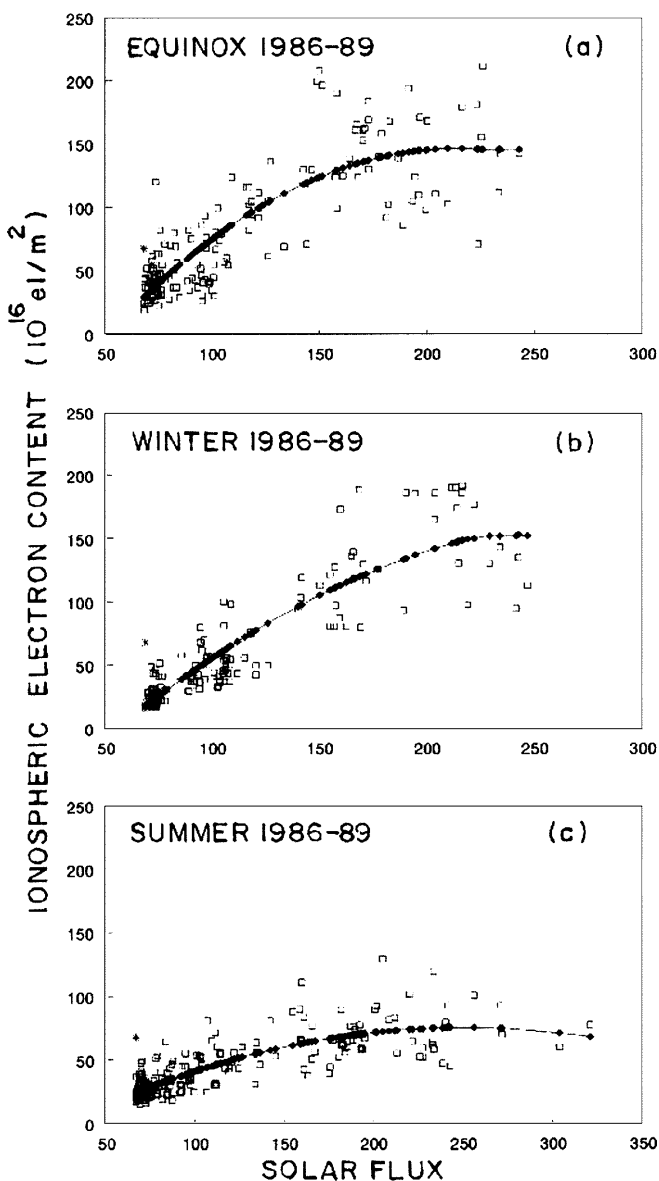 IONOSPHERIC ELECTRON CONTENT (10^16 el/m^2)
EQUINOX 1986-89 (a)
250
200
150
100
50
0
50 100 150 200 250 300
WINTER 1986-89 (b)
250
200
150
100
50
0
50 100 150 200 250 300
SUMMER 1986-89 (c)
250
200
150
100
50
0
50 100 150 200 250 300 350
SOLAR FLUX